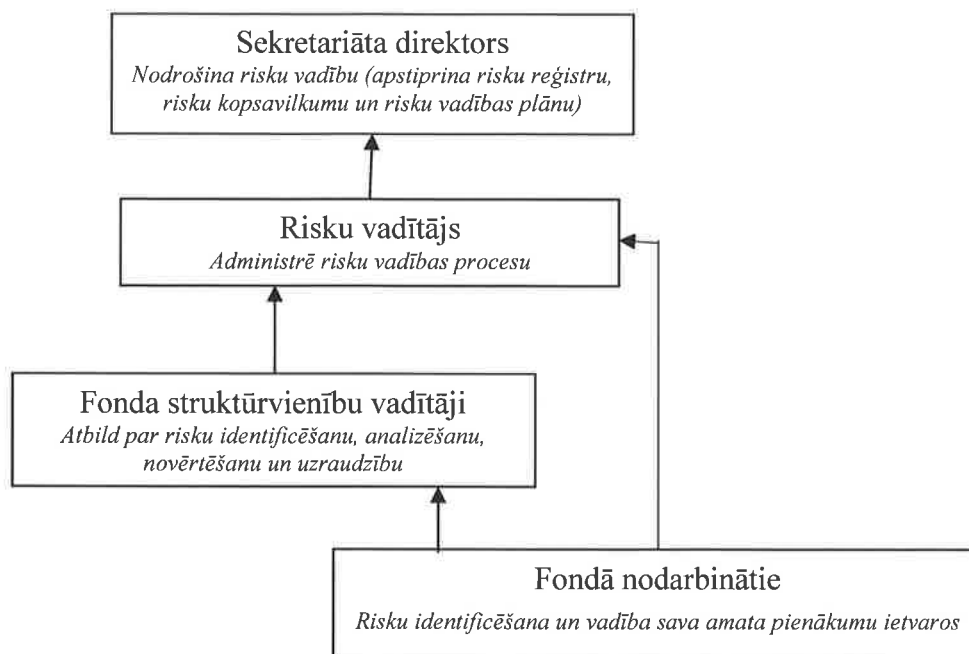 Sekretariāta direktors
Nodrošina risku vadību (apstiprina risku reģistru,
risku kopsavilkumu un risku vadības plānu)
Risku vadītājs
Administrē risku vadības procesu
Fonda struktūrvienību vadītāji
Atbild par risku identificēšanu, analizēšanu,
novērtēšanu un uzraudzību
Fondā nodarbinātie
Risku identificēšana un vadība sava amata pienākumu ietvaros